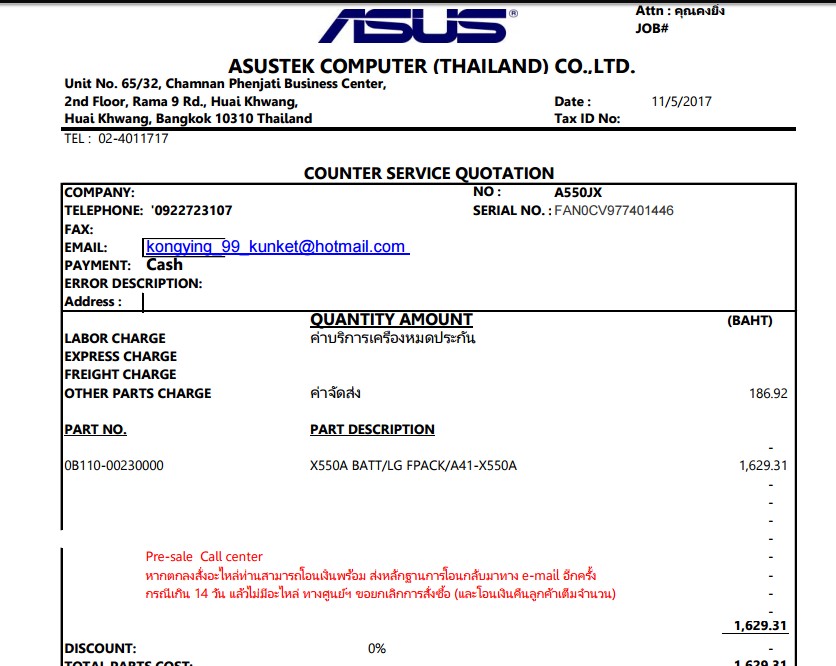 ASUS®
Attn : คุณคงยิ่ง
JOB#
ASUSTEK COMPUTER (THAILAND) CO.,LTD.
Unit No. 65/32, Chamnan Phenjati Business Center,
2nd Floor, Rama 9 Rd., Huai Khwang,
Date : 11/5/2017
Huai Khwang, Bangkok 10310 Thailand
Tax ID No:
TEL : 02-4011717
COUNTER SERVICE QUOTATION
COMPANY: NO : A550JX
TELEPHONE: '0922723107 SERIAL NO. : FAN0CV977401446
FAX:
EMAIL: kongying_99_kunket@hotmail.com
PAYMENT: Cash
ERROR DESCRIPTION:
Address :
QUANTITY AMOUNT (BAHT)
LABOR CHARGE ค่าบริการเครื่องหมดประกัน
EXPRESS CHARGE
FREIGHT CHARGE
OTHER PARTS CHARGE ค่าจัดส่ง 186.92
PART NO. PART DESCRIPTION
-
0B110-00230000 X550A BATT/LG FPACK/A41-X550A 1,629.31
-
-
-
-
Pre-sale Call center
หากตกลงสั่งอะไหล่ท่านสามารถโอนเงินพร้อม ส่งหลักฐานการโอนกลับมาทาง e-mail อีกครั้ง -
กรณีเกิน 14 วัน แล้วไม่มีอะไหล่ ทางศูนย์ฯ ขอยกเลิกการสั่งซื้อ (และโอนเงินคืนลูกค้าเต็มจำนวน) -
-
1,629.31
DISCOUNT: 0% -
TOTAL PARTS COST: 1,629.31